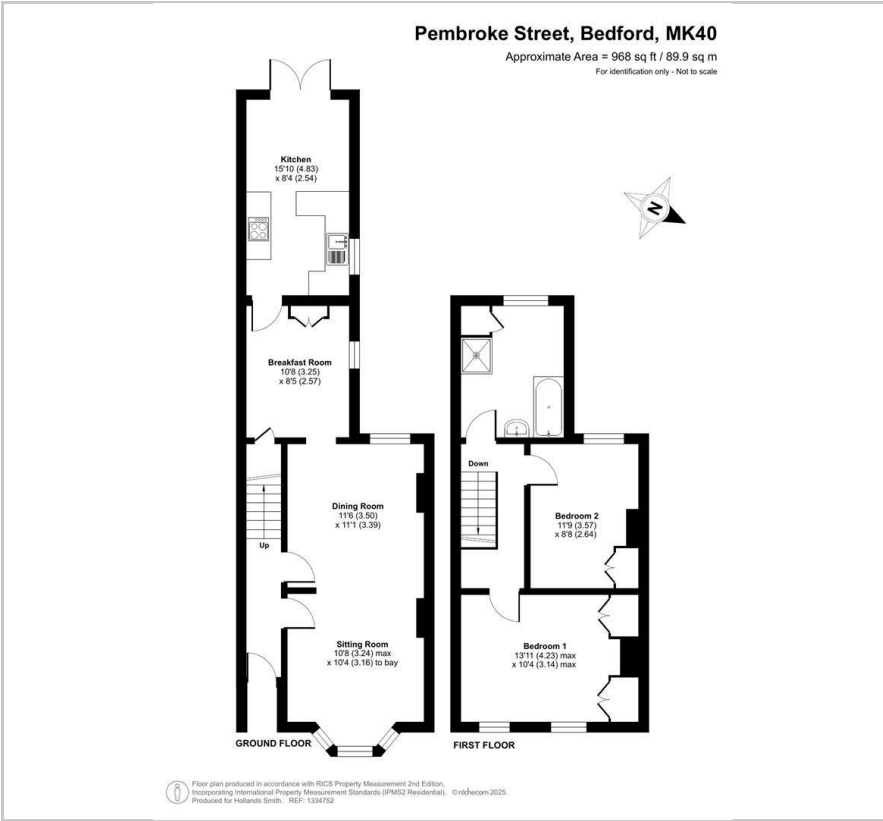 Pembroke Street, Bedford, MK40
Approximate Area = 968 sq ft / 89.9 sq m
For identification only - Not to scale
Kitchen
15'10 (4.83)
x 8'4 (2.54)
N
Breakfast Room
10'8 (3.25)
x 8'5 (2.57)
Dining Room
11'6 (3.50)
x 11'1 (3.39)
Up
Sitting Room
10'8 (3.24) max
x 10'4 (3.16) to bay
GROUND FLOOR
Down
Bedroom 2
11'9 (3.57)
x 8'8 (2.64)
Bedroom 1
13'11 (4.23) max
x 10'4 (3.14) max
FIRST FLOOR
Floor plan produced in accordance with RICS Property Measurement 2nd Edition,
Incorporating International Property Measurement Standards (IPMS2 Residential). © nichecom 2025.
Produced for Hollands Smith. REF: 1334752